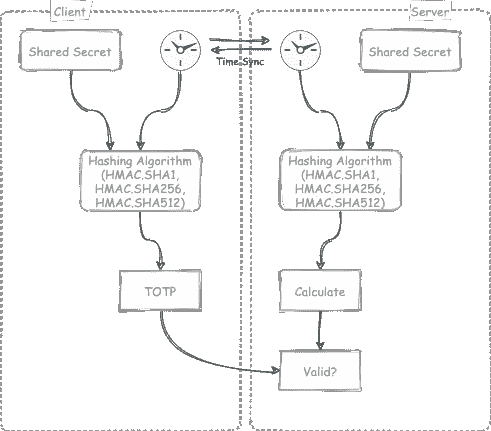 Client
Server
Shared Secret
Time Sync
Shared Secret
Hashing Algorithm
(HMAC.SHA1,
HMAC.SHA256,
HMAC.SHA512)
Hashing Algorithm
(HMAC.SHA1,
HMAC.SHA256,
HMAC.SHA512)
TOTP
Calculate
Valid?